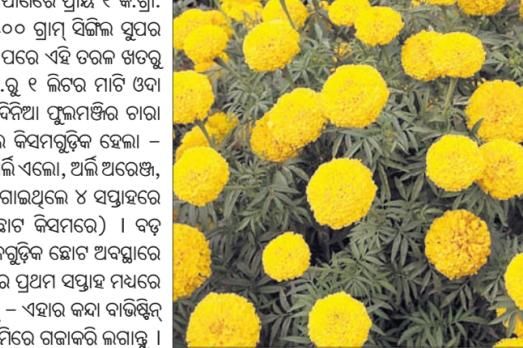 ପାଣିରେ ପ୍ରାୟ ୧ କି.ଗ୍ରା.
୦୦ ଗ୍ରାମ୍ ସିଙ୍ଗିଲ ସୁପର
ପରେ ଏହି ତରଳ ଖତରୁ
.ରୁ ୧ ଲିଟର ମାଟି ଓଦା
ଦିନିଆ ଫୁଲମଞ୍ଜିର ଚାରା
କିସମଗୁଡ଼ିକ ହେଲା –
ର୍ଲି ଏଲୋ, ଅର୍ଲି ଅରେଞ୍ଜ,
ଗାଇଥିଲେ ୪ ସପ୍ତାହରେ
ଛୋଟ କିସମରେ) । ବଡ଼
ଗୁଡ଼ିକ ଛୋଟ ଅବସ୍ଥାରେ
ର ପ୍ରଥମ ସପ୍ତାହ ମଧ୍ୟରେ
– ଏହାର କନ୍ଦା ବାଭିଷ୍ଟିନ୍
ମିରେ ଗଜାକରି ଲଗାନ୍ତୁ ।